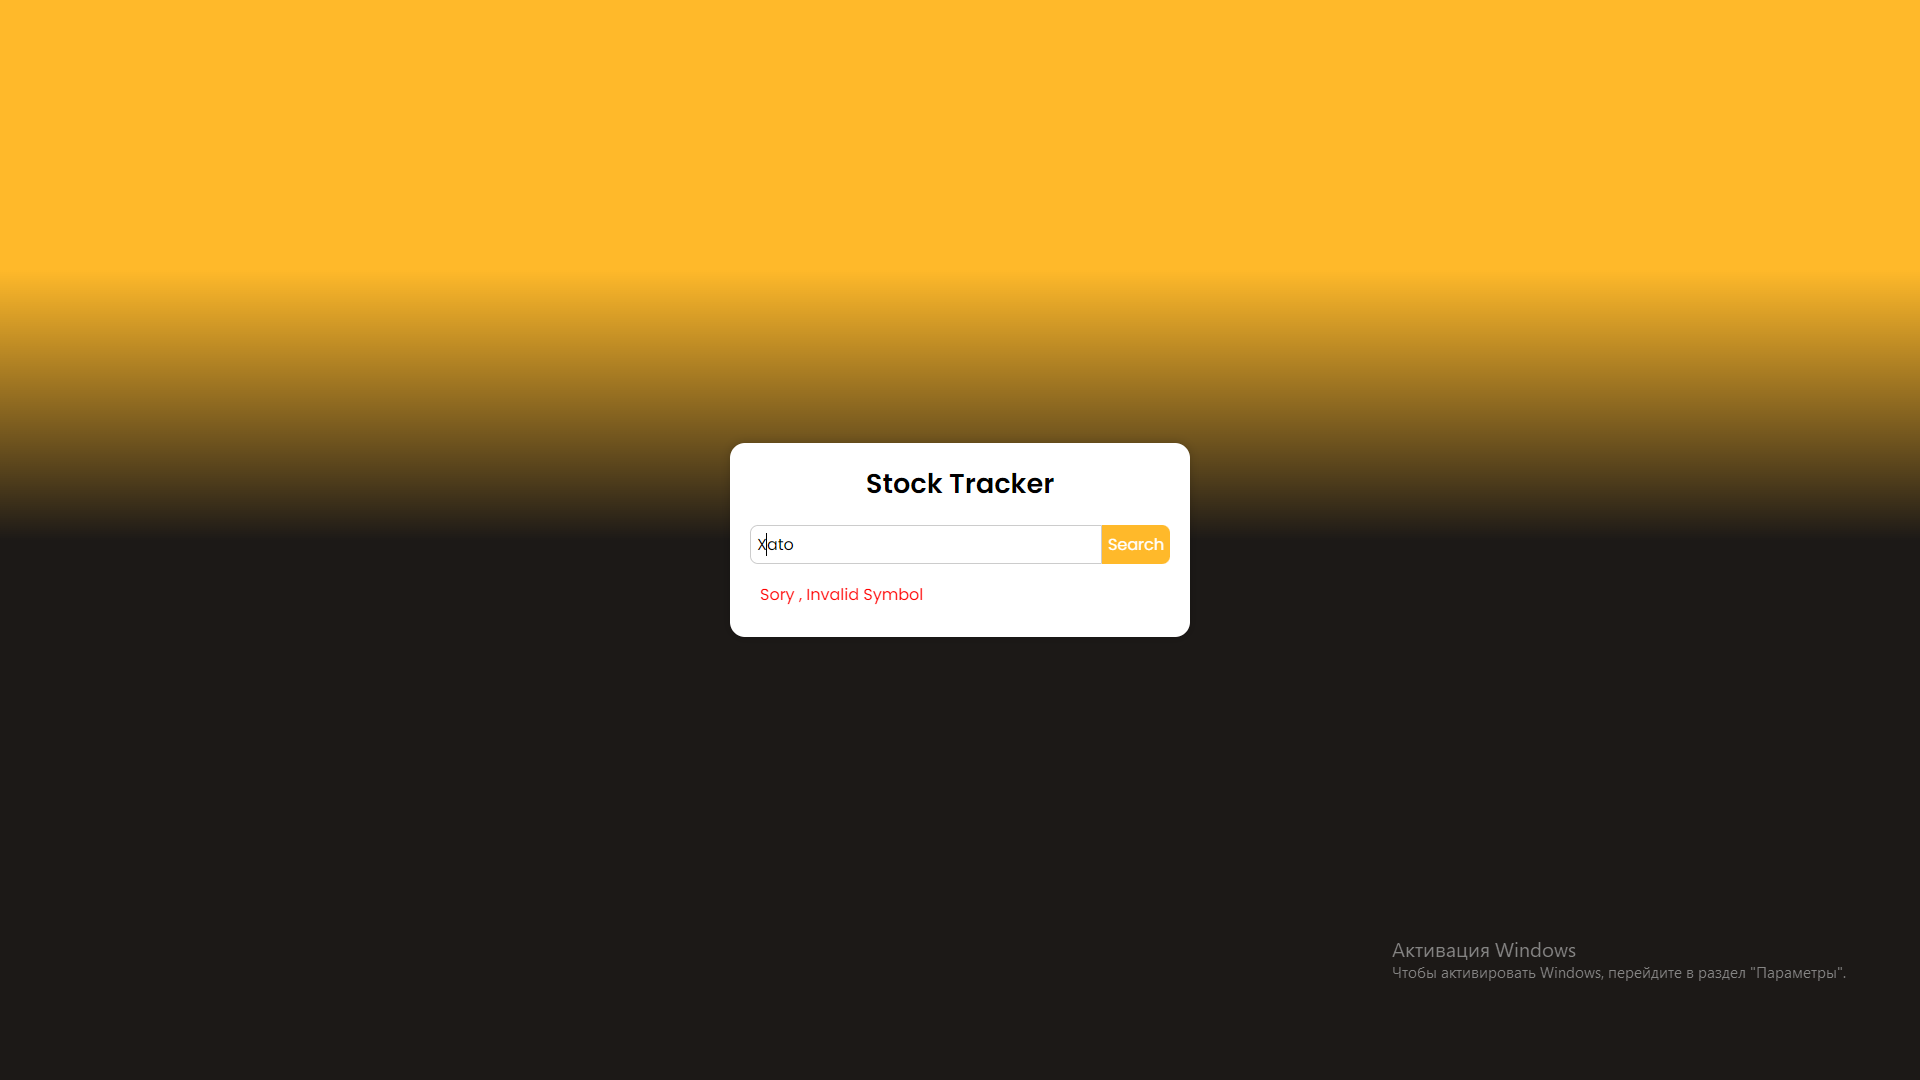 Stock Tracker
Xato
Search
Sory , Invalid Symbol
Активация Windows
Чтобы активировать Windows, перейдите в раздел "Параметры".